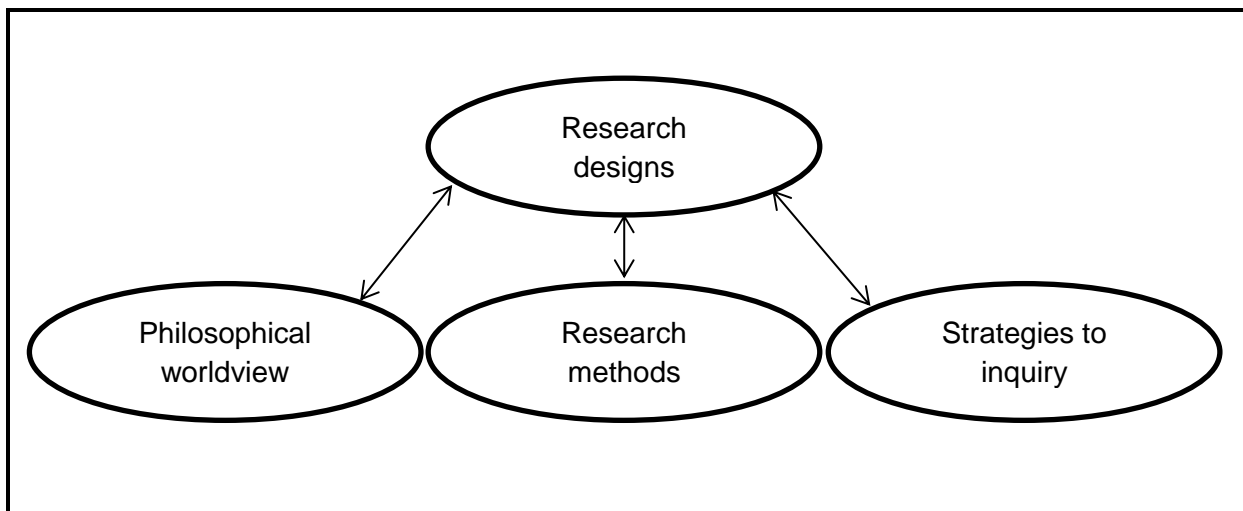 Research
designs
Philosophical
worldview
Research
methods
Strategies to
inquiry